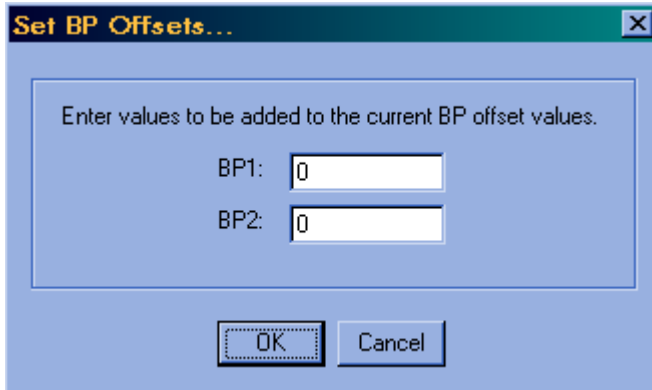 Set BP Offsets...
Enter values to be added to the current BP offset values.
BP1: 0
BP2: 0
OK Cancel